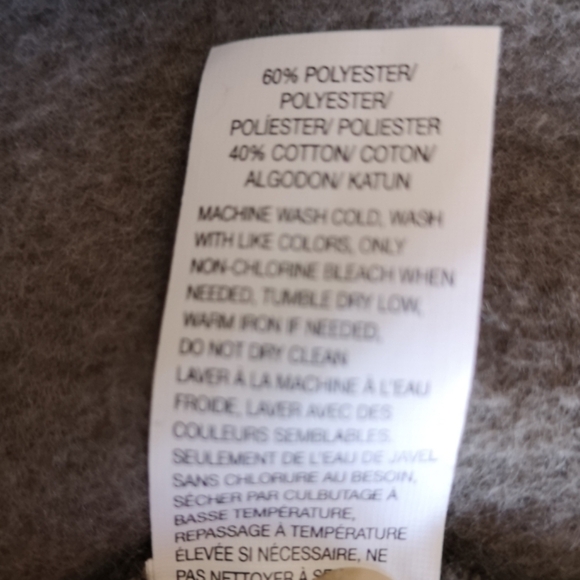 60% POLYESTER/
POLYESTER/
POLÍESTER/ POLIESTER
40% COTTON/ COTON/
ALGODON/ KATUN
MACHINE WASH COLD, WASH
WITH LIKE COLORS, ONLY
NON-CHLORINE BLEACH WHEN
NEEDED, TUMBLE DRY LOW,
WARM IRON IF NEEDED,
DO NOT DRY CLEAN
LAVER À LA MACHINE À L'EAU
FROIDE, LAVER AVEC DES
COULEURS SEMBLABLES.
SEULEMENT DE L'EAU DE JAVEL
SANS CHLORURE AU BESOIN,
SÉCHER PAR CULBUTAGE A
BASSE TEMPÉRATURE,
REPASSAGE À TEMPÉRATURE
ÉLEVÉE SI NÉCESSAIRE, NE
PAS NETTOYER À